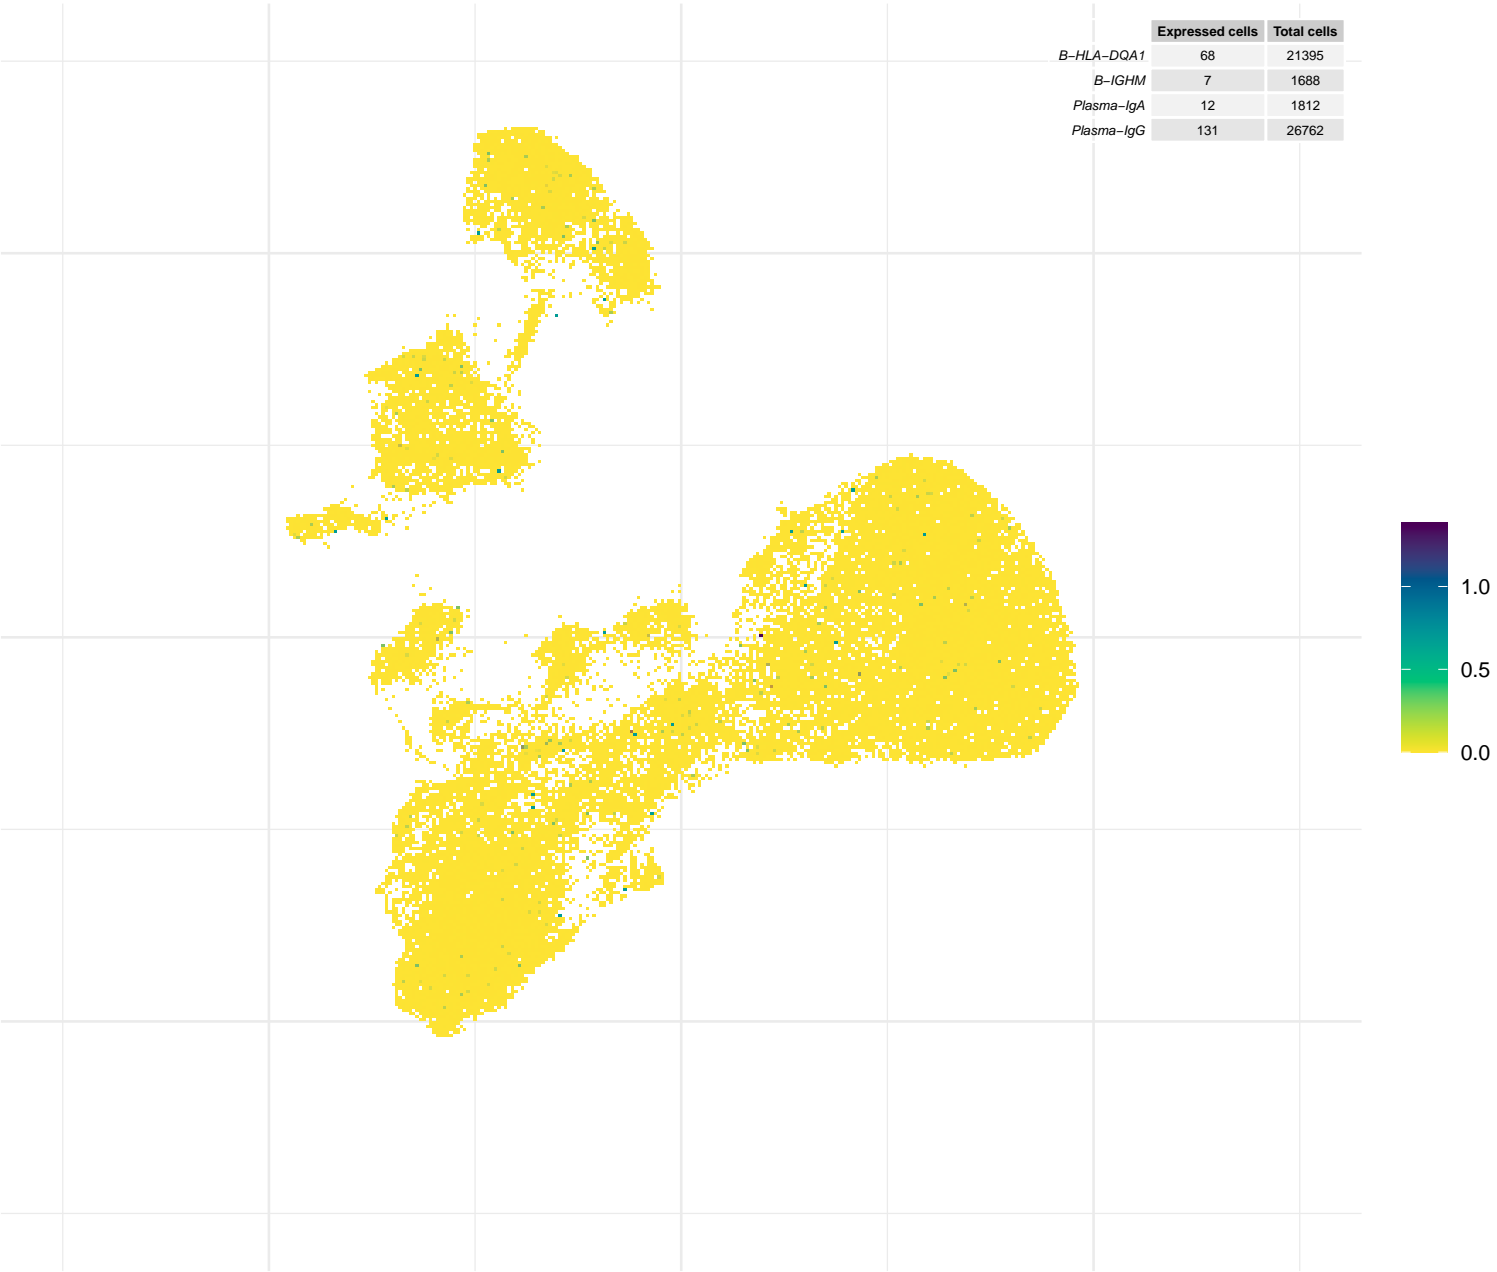 Expressed cells Total cells
B−HLA−DQA1 68 21395
B−IGHM 7 1688
Plasma−IgA 12 1812
Plasma−IgG 131 26762
1.0
0.5
0.0